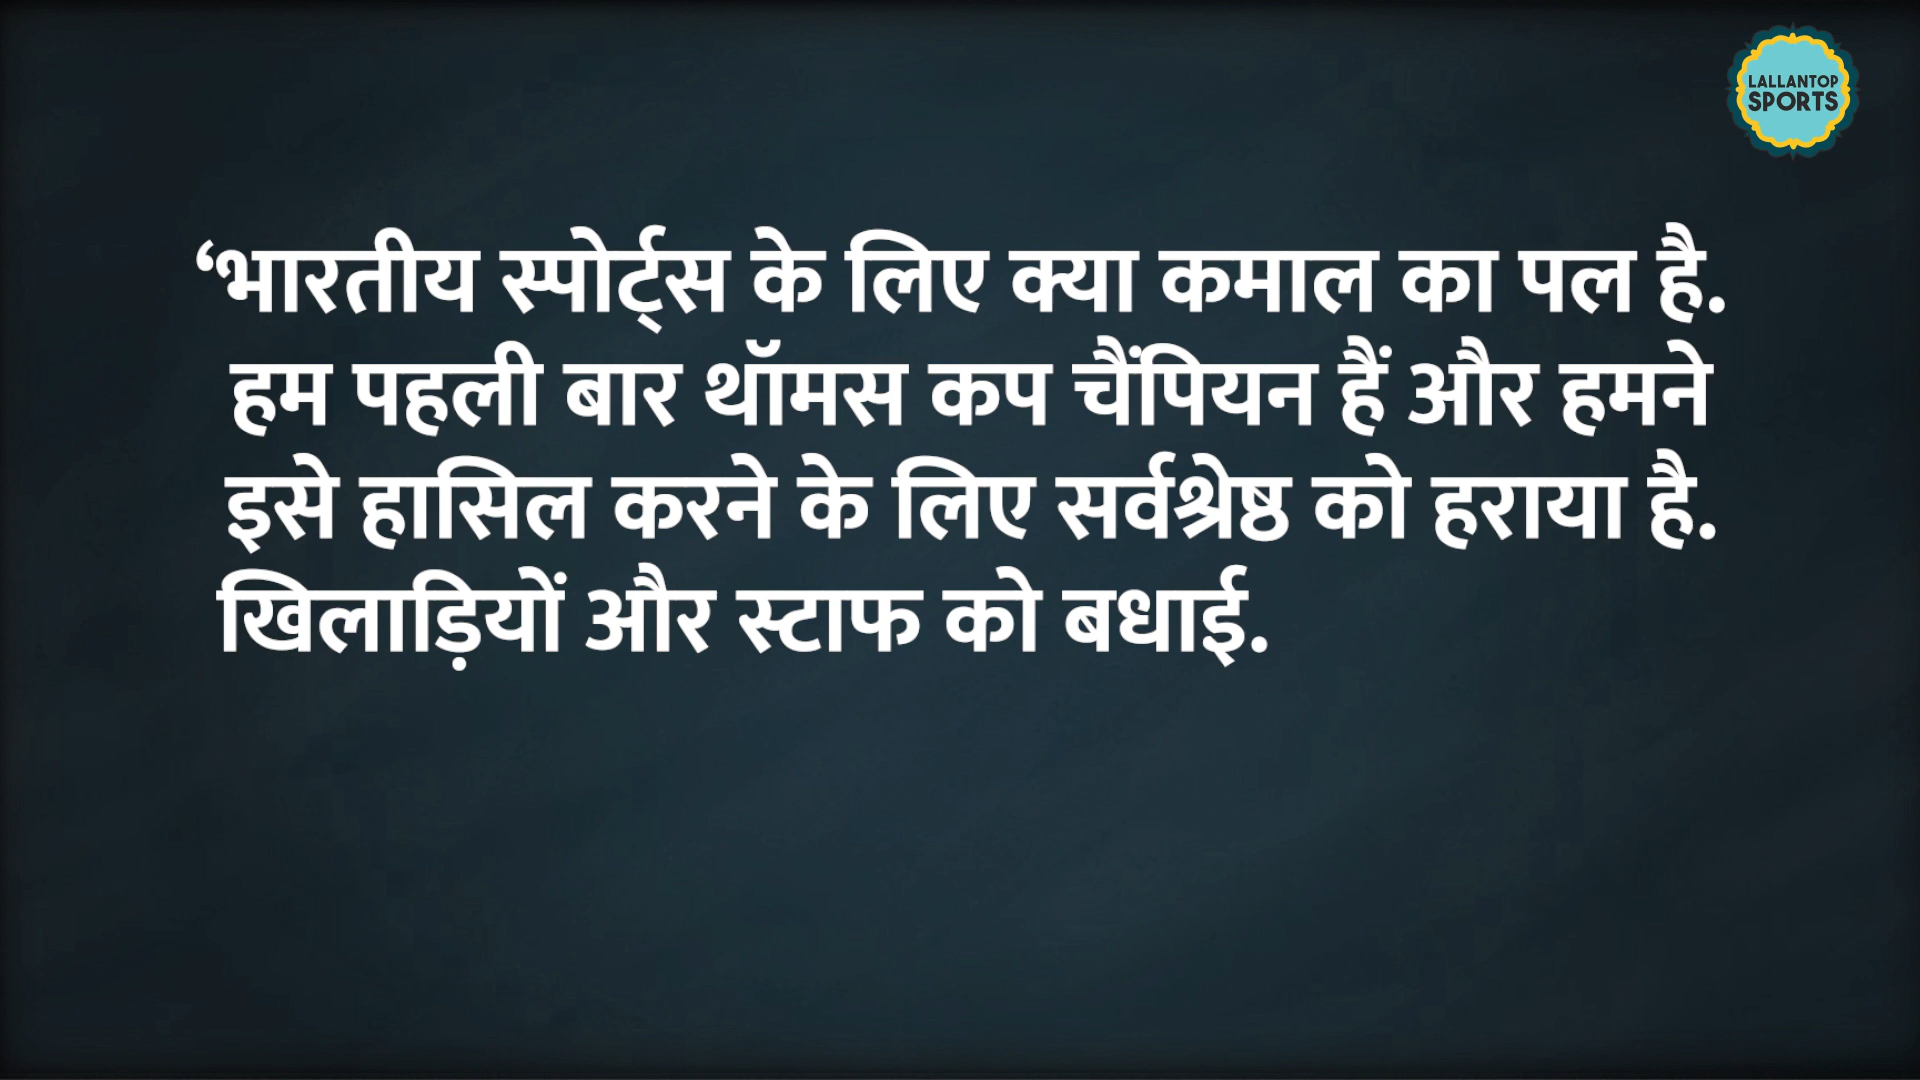 LALLANTOP
SPORTS
‘भारतीय स्पोर्ट्स के लिए क्या कमाल का पल है.
हम पहली बार थॉमस कप चैंपियन हैं और हमने
इसे हासिल करने के लिए सर्वश्रेष्ठ को हराया है.
खिलाड़ियों और स्टाफ को बधाई.